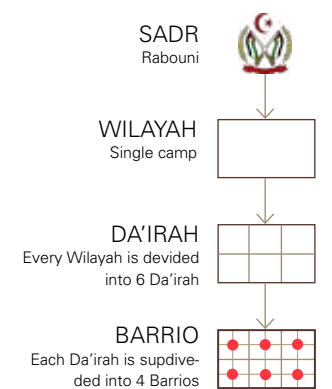 SADR
Rabouni
WILAYAH
Single camp
DA'IRAH
Every Wilayah is devided
into 6 Da'irah
BARRIO
Each Da'irah is supdive-
ded into 4 Barrios